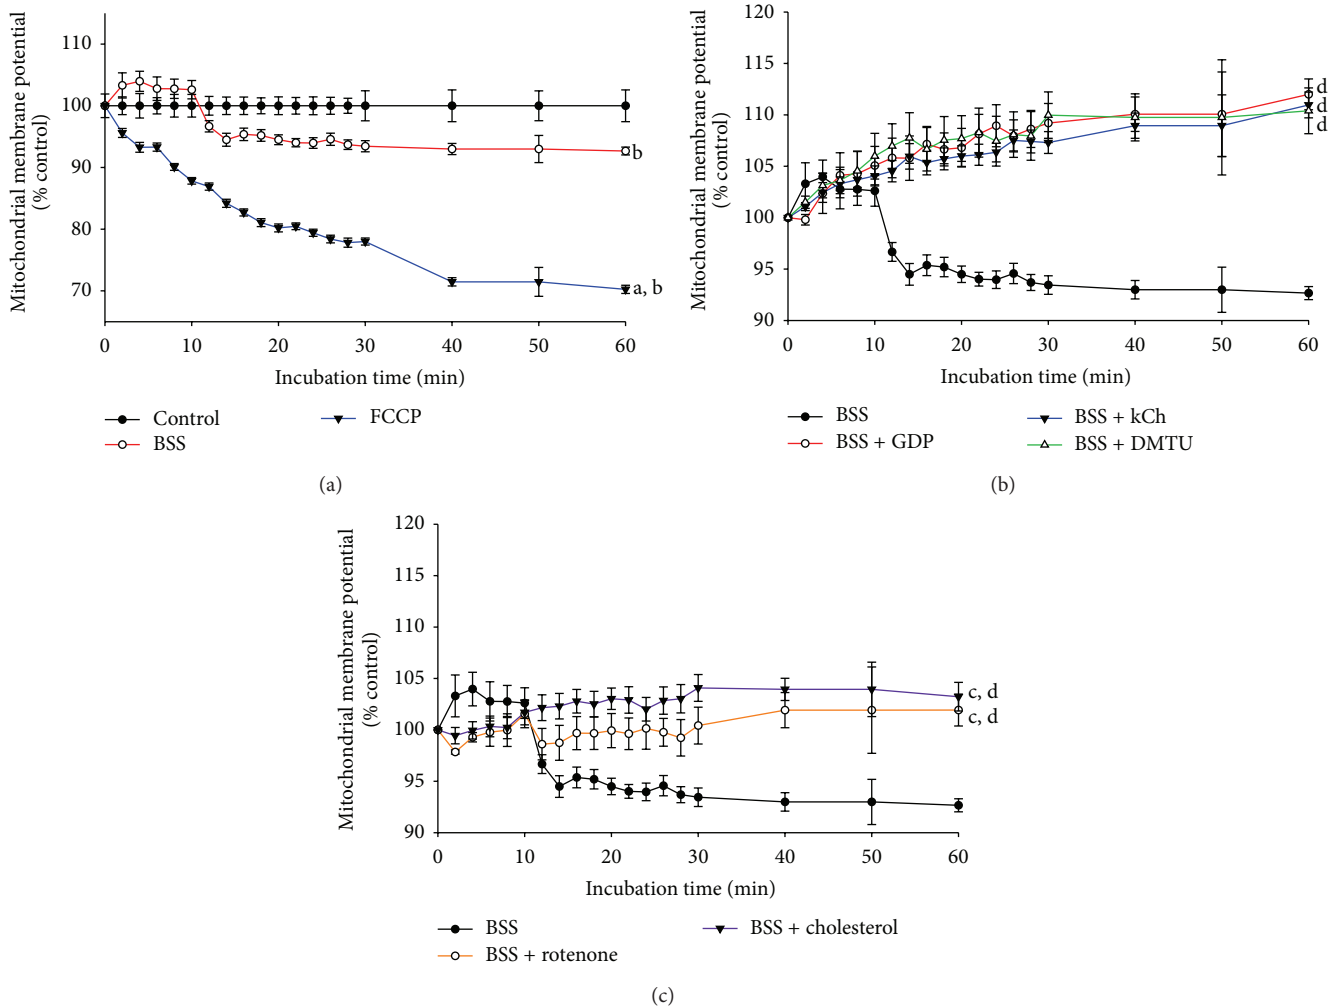 Mitochondrial membrane potential
(% control)
110
100
90
80
70
0
10
20
30
40
50
60
b
a, b
Incubation time (min)
Control
BSS
FCCP
(a)
Mitochondrial membrane potential
(% control)
120
115
110
105
100
95
90
0
10
20
30
40
50
60
d
d
d
Incubation time (min)
BSS
BSS + GDP
BSS + kCh
BSS + DMTU
(b)
Mitochondrial membrane potential
(% control)
120
115
110
105
100
95
90
0
10
20
30
40
50
60
c, d
c, d
Incubation time (min)
BSS
BSS + rotenone
BSS + cholesterol
(c)